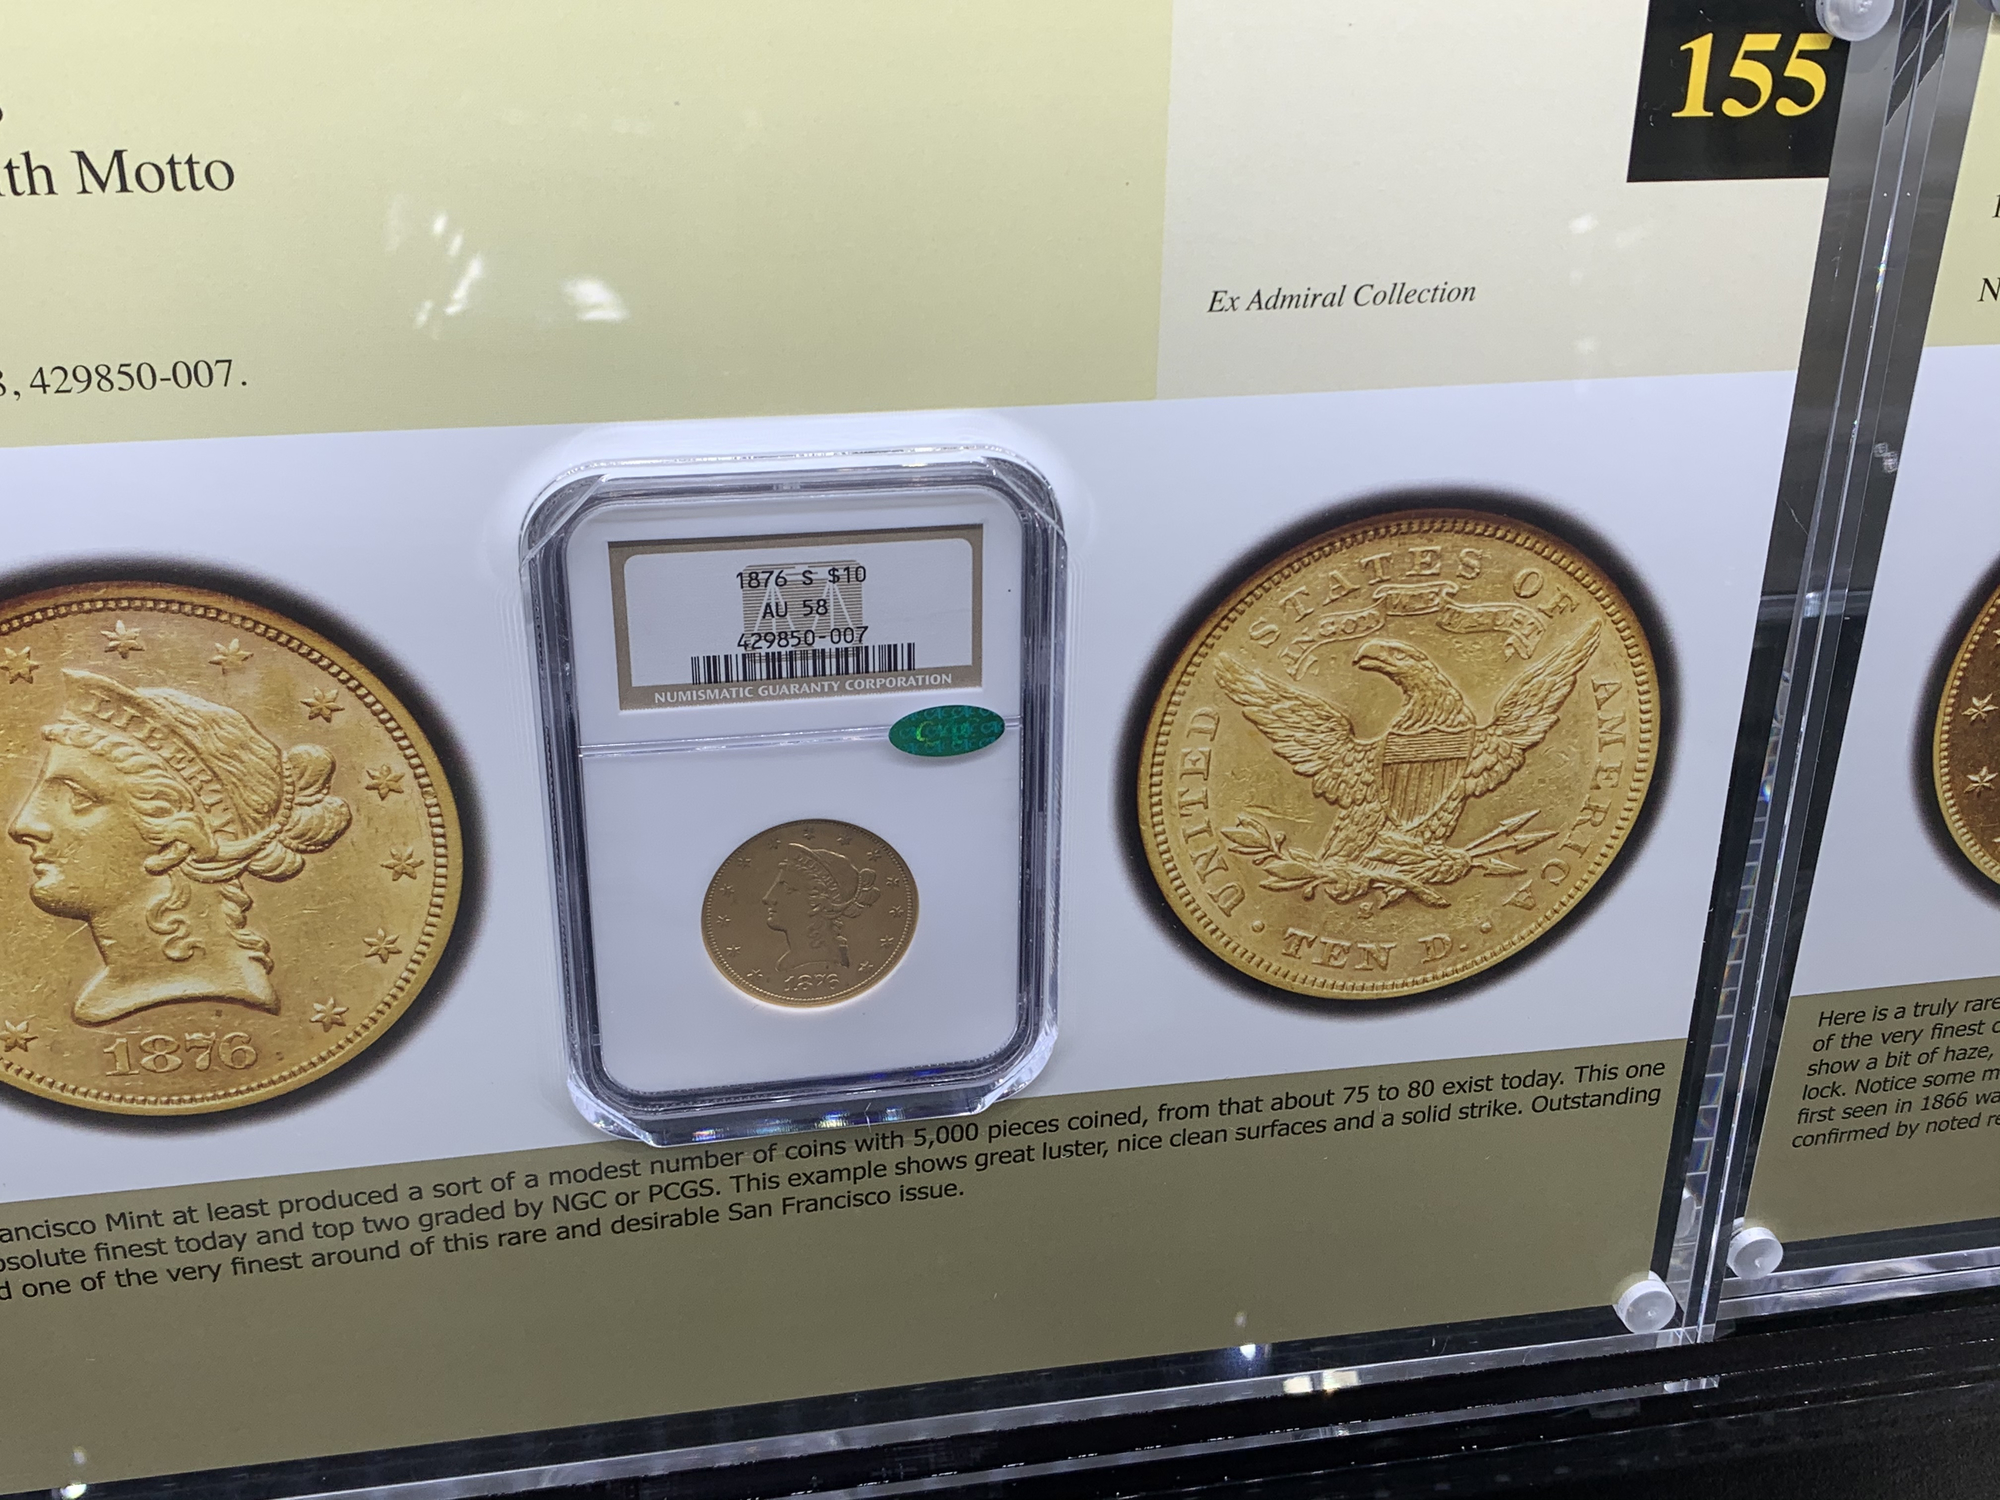 155
th Motto
Ex Admiral Collection
, 429850-007.
1876 S $10
AU 58
429850-007
NUMISMATIC GUARANTY CORPORATION
LIBERTY
1876
UNITED STATES OF AMERICA
IN GOD WE TRUST
S
TEN D.
LIBERTY
1876
ancisco Mint at least produced a sort of a modest number of coins with 5,000 pieces coined, from that about 75 to 80 exist today. This one
solute finest today and top two graded by NGC or PCGS. This example shows great luster, nice clean surfaces and a solid strike. Outstanding
d one of the very finest around of this rare and desirable San Francisco issue.
Here is a truly rare
of the very finest
show a bit of haze,
lock. Notice some m
first seen in 1866 wa
confirmed by noted re